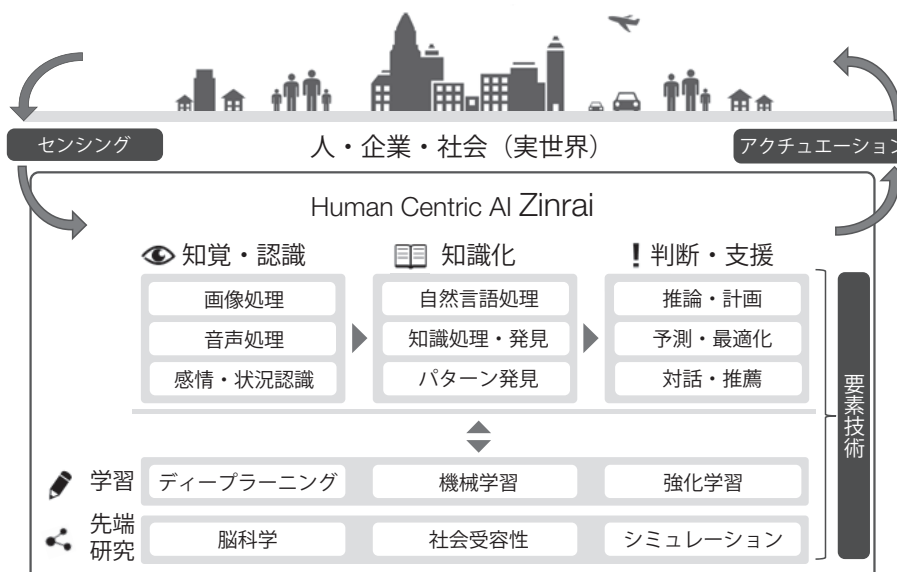 センシング
人・企業・社会（実世界）
アクチュエーション
Human Centric AI Zinrai
知覚・認識
画像処理
音声処理
感情・状況認識
知識化
自然言語処理
知識処理・発見
パターン発見
判断・支援
推論・計画
予測・最適化
対話・推薦
要素技術
学習
ディープラーニング
機械学習
強化学習
先端
研究
脳科学
社会受容性
シミュレーション